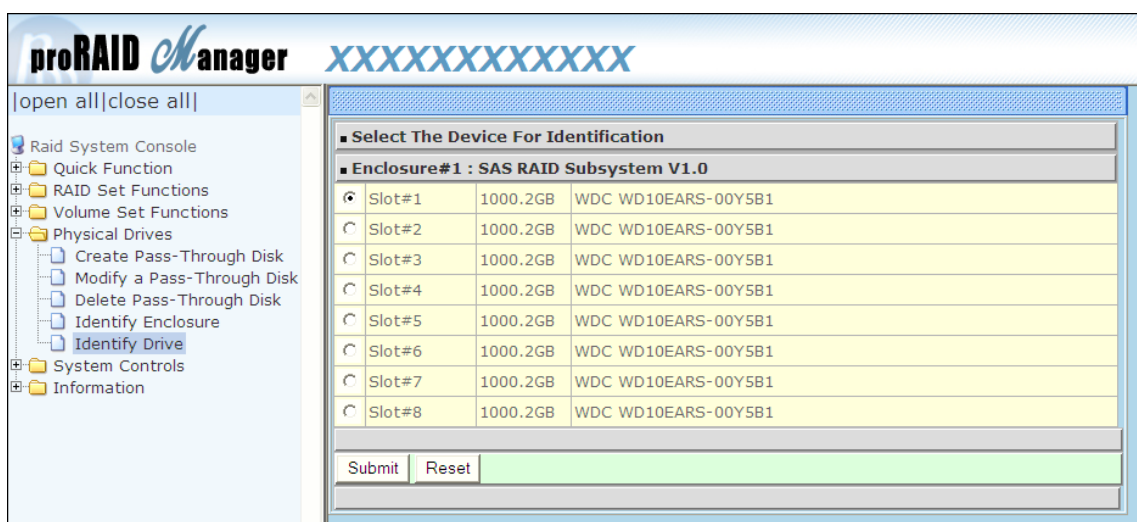 proRAID Manager XXXXXXXXXXXXX
|open all|close all|
Raid System Console
Quick Function
RAID Set Functions
Volume Set Functions
Physical Drives
Create Pass-Through Disk
Modify a Pass-Through Disk
Delete Pass-Through Disk
Identify Enclosure
Identify Drive
System Controls
Information
Select The Device For Identification
Enclosure#1 : SAS RAID Subsystem V1.0
Slot#1 1000.2GB WDC WD10EARS-00Y5B1
Slot#2 1000.2GB WDC WD10EARS-00Y5B1
Slot#3 1000.2GB WDC WD10EARS-00Y5B1
Slot#4 1000.2GB WDC WD10EARS-00Y5B1
Slot#5 1000.2GB WDC WD10EARS-00Y5B1
Slot#6 1000.2GB WDC WD10EARS-00Y5B1
Slot#7 1000.2GB WDC WD10EARS-00Y5B1
Slot#8 1000.2GB WDC WD10EARS-00Y5B1
Submit Reset